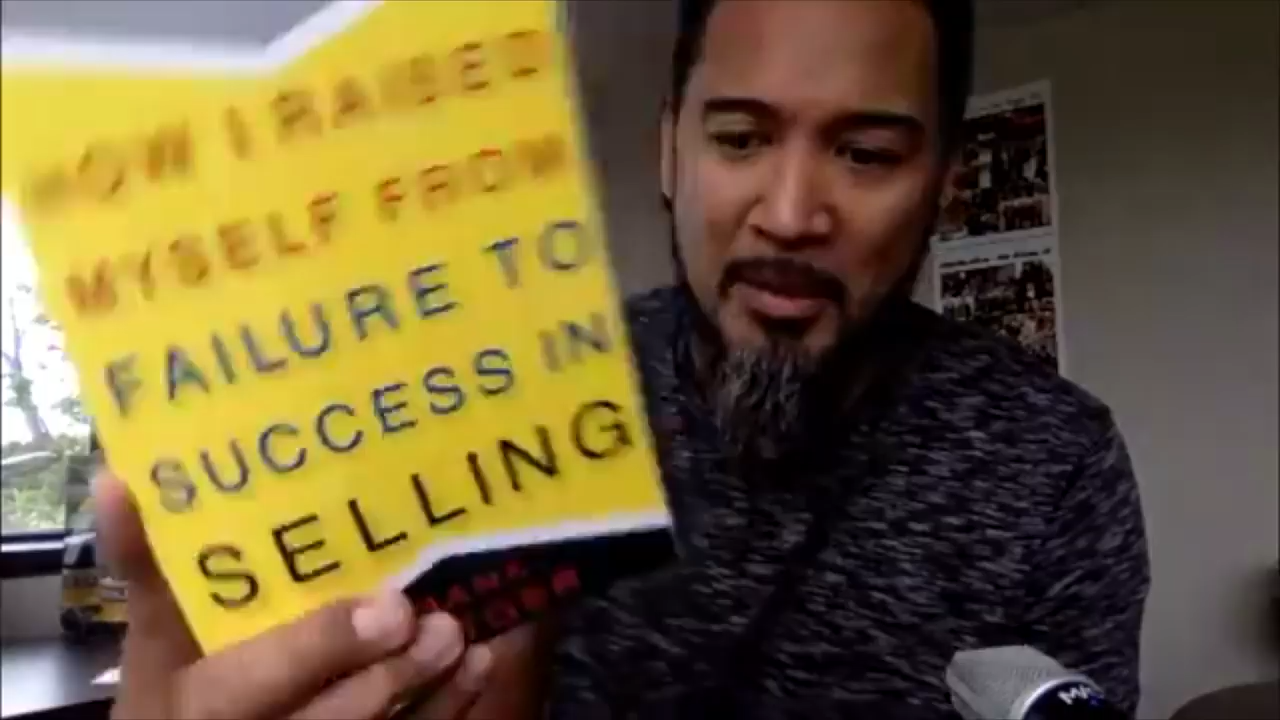 HOW I RAISED
MYSELF FROM
FAILURE TO
SUCCESS IN
SELLING